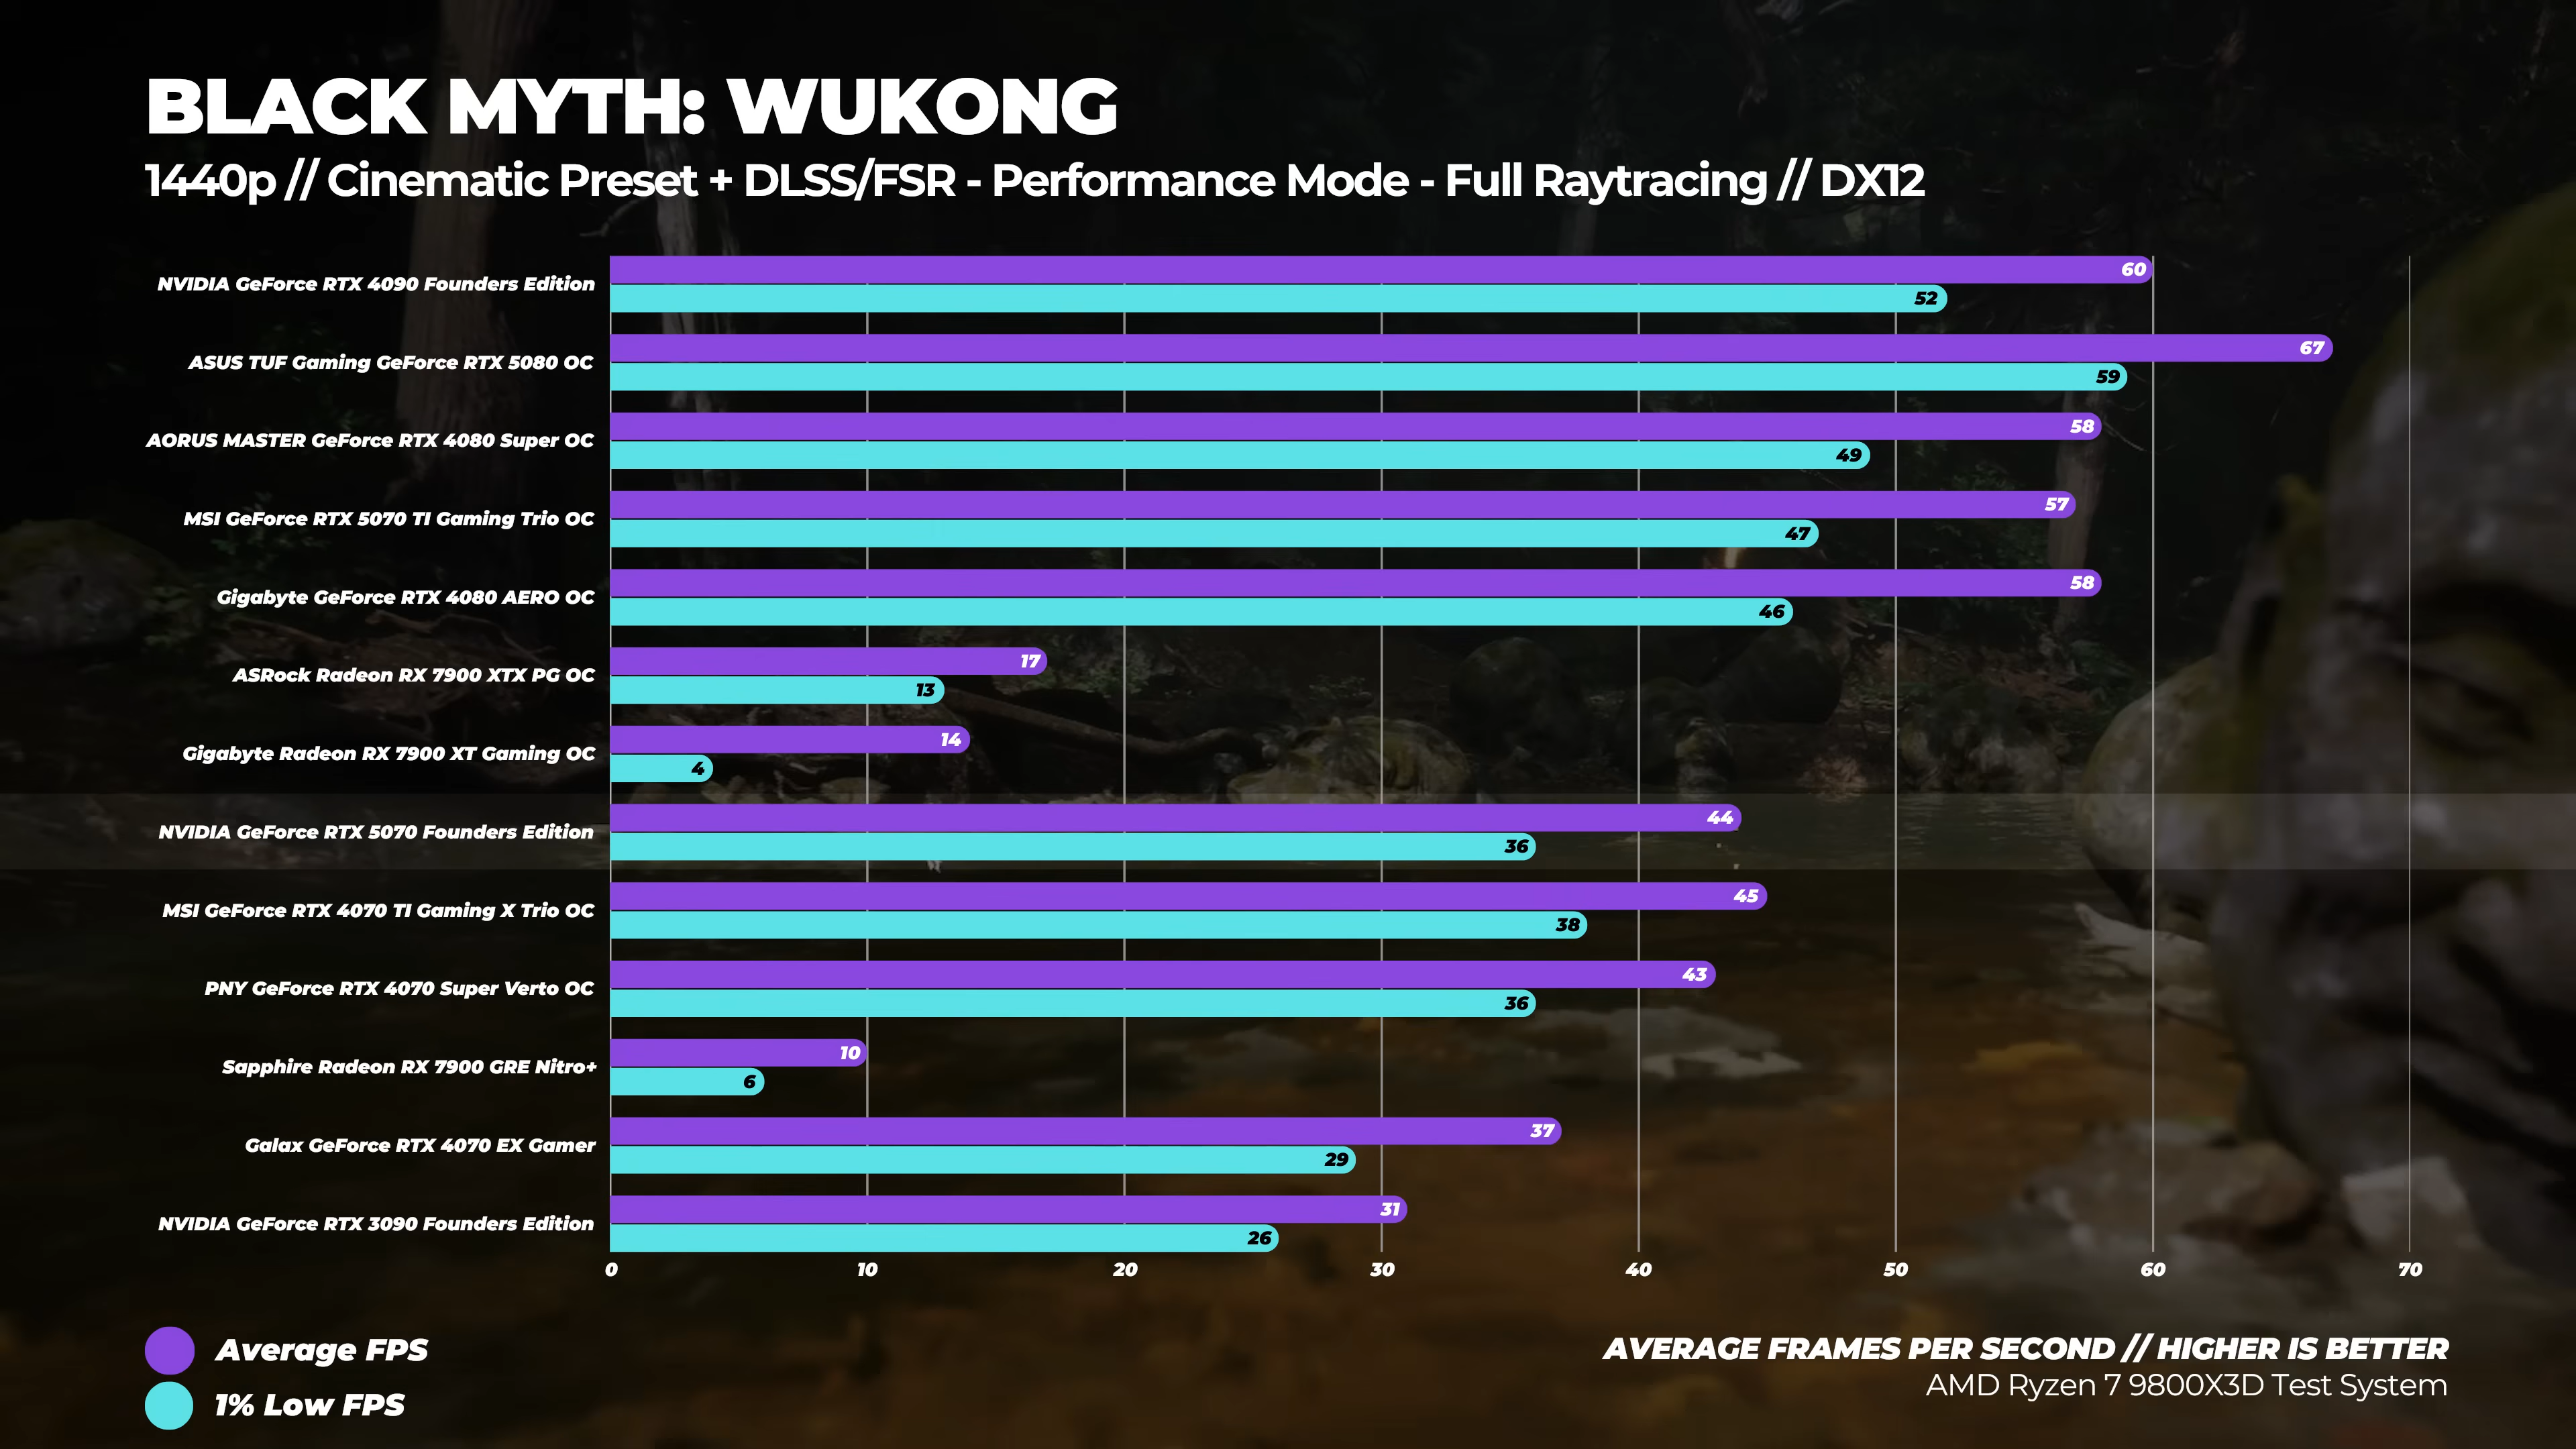 BLACK MYTH: WUKONG
1440p // Cinematic Preset + DLSS/FSR - Performance Mode - Full Raytracing // DX12
NVIDIA GeForce RTX 4090 Founders Edition
60
52
ASUS TUF Gaming GeForce RTX 5080 OC
67
59
AORUS MASTER GeForce RTX 4080 Super OC
58
49
MSI GeForce RTX 5070 TI Gaming Trio OC
57
47
Gigabyte GeForce RTX 4080 AERO OC
58
46
ASRock Radeon RX 7900 XTX PG OC
17
13
Gigabyte Radeon RX 7900 XT Gaming OC
14
4
NVIDIA GeForce RTX 5070 Founders Edition
44
36
MSI GeForce RTX 4070 TI Gaming X Trio OC
45
38
PNY GeForce RTX 4070 Super Verto OC
43
36
Sapphire Radeon RX 7900 GRE Nitro+
10
6
Galax GeForce RTX 4070 EX Gamer
37
29
NVIDIA GeForce RTX 3090 Founders Edition
31
26
0 10 20 30 40 50 60 70
Average FPS
1% Low FPS
AVERAGE FRAMES PER SECOND // HIGHER IS BETTER
AMD Ryzen 7 9800X3D Test System